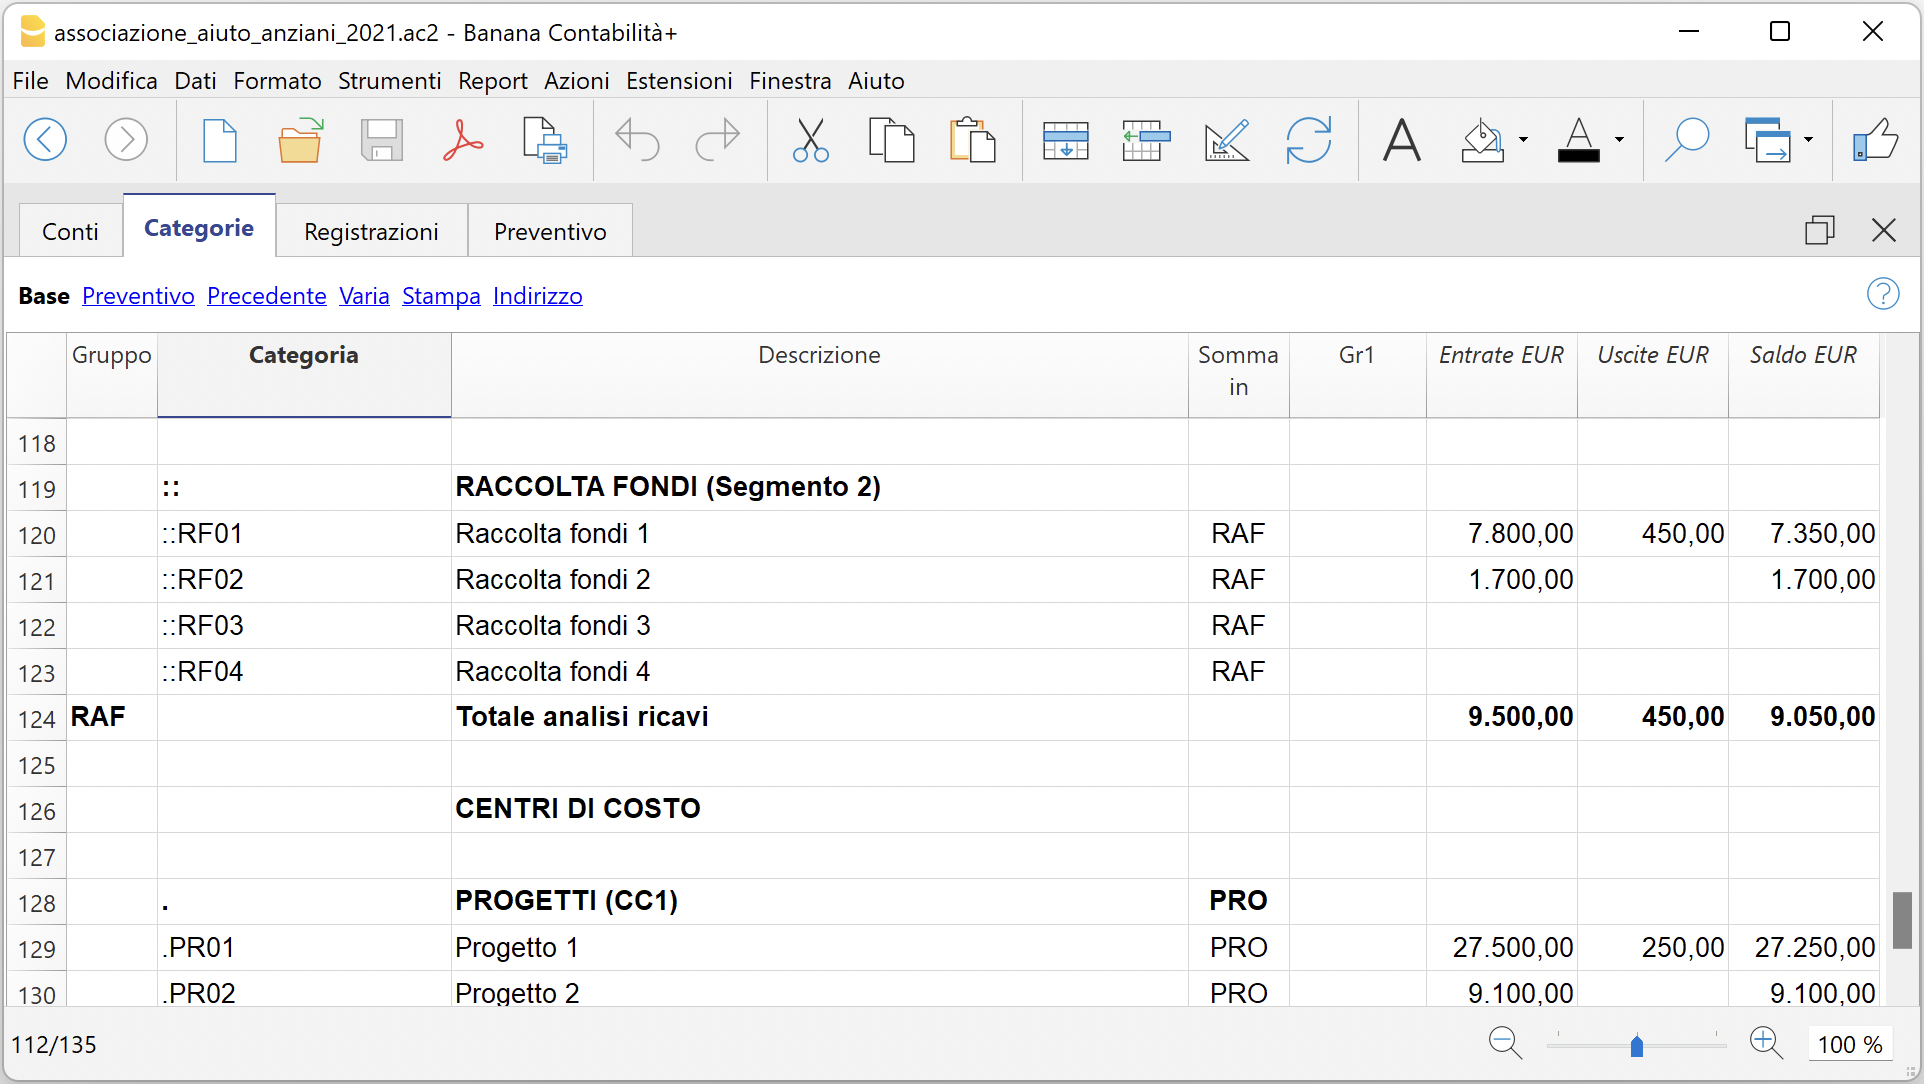 associazione_aiuto_anziani_2021.ac2 - Banana Contabilità+
File Modifica Dati Formato Strumenti Report Azioni Estensioni Finestra Aiuto
Conti Categorie Registrazioni Preventivo
Base Preventivo Precedente Varia Stampa Indirizzo
Gruppo Categoria Descrizione Somma in Gr1 Entrate EUR Uscite EUR Saldo EUR
118
119 :: RACCOLTA FONDI (Segmento 2)
120 ::RF01 Raccolta fondi 1 RAF 7.800,00 450,00 7.350,00
121 ::RF02 Raccolta fondi 2 RAF 1.700,00 1.700,00
122 ::RF03 Raccolta fondi 3 RAF
123 ::RF04 Raccolta fondi 4 RAF
124 RAF Totale analisi ricavi 9.500,00 450,00 9.050,00
125
126 CENTRI DI COSTO
127
128 . PROGETTI (CC1) PRO
129 .PR01 Progetto 1 PRO 27.500,00 250,00 27.250,00
130 .PR02 Progetto 2 PRO 9.100,00 9.100,00
112/135 100 %